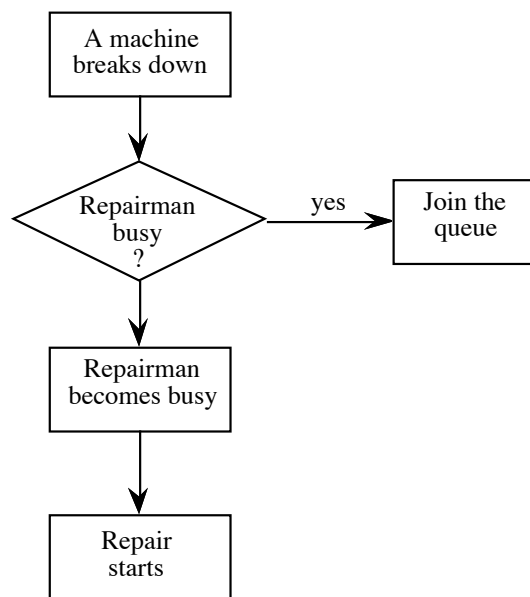 A machine
breaks down
Repairman
busy
?
yes
Join the
queue
Repairman
becomes busy
Repair
starts